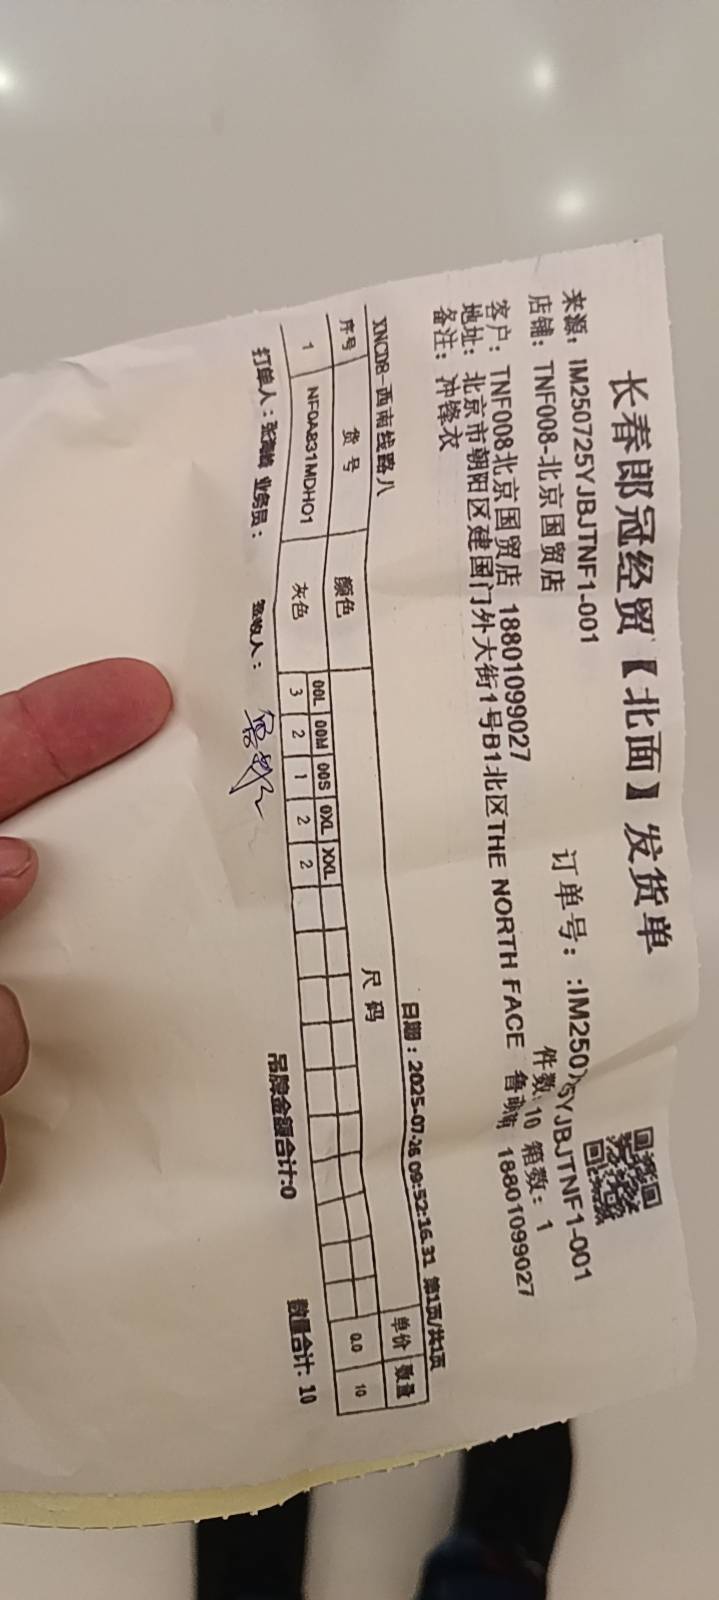 长春郎冠经贸【北面】发货单
来源：IM250725YJBJTNF1-001 订单号：:IM25075YJBJTNF1-001
店铺：TNF008-北京国贸店 件数:10 箱数：1
客户：TNF008北京国贸店 18801099027
地址：北京市朝阳区建国门外大街1号B1北区THE NORTH FACE 鲁萌萌 18801099027
备注：冲锋衣
XNCD8-西南线路八 日期：2025-07-26 09:52:16.31 第1页/共1页
序号 货号 颜色 尺码 单价 数量
00L 00M 00S 0XL XXL
1 NF0A831MDHO1 灰色 3 2 1 2 2 0.0 10
打单人：张海 业务员： 签收人： 吊牌金额合计:0 数量合计:10